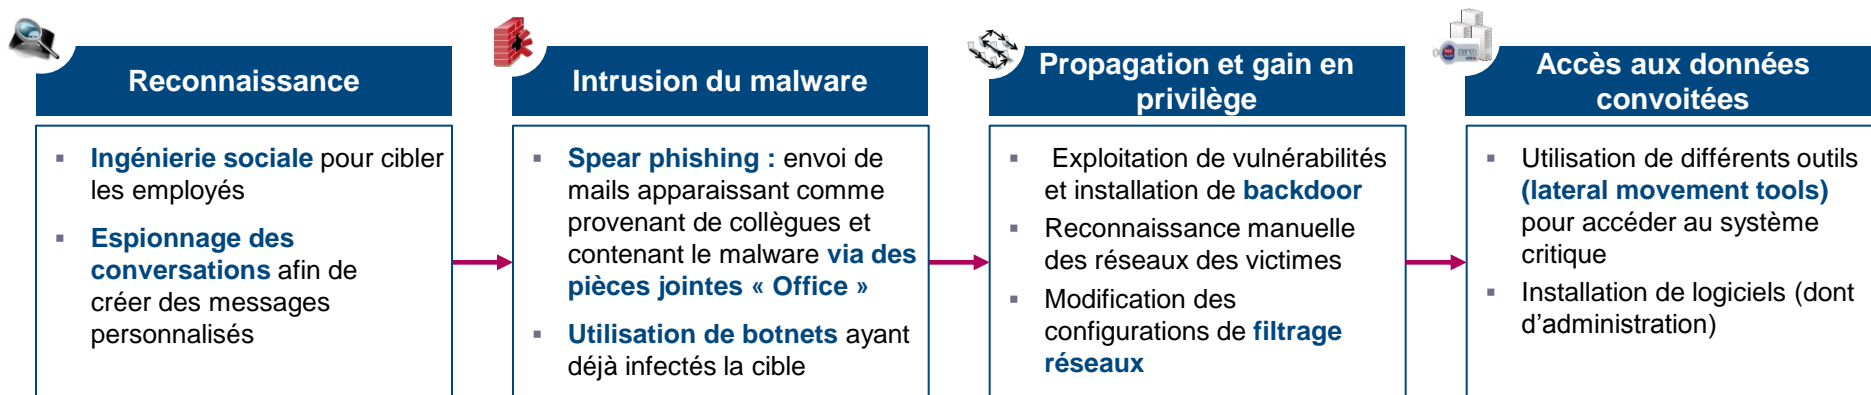 Reconnaissance
Ingénierie sociale pour cibler
les employés
Espionnage des
conversations afin de
créer des messages
personnalisés
Intrusion du malware
Spear phishing : envoi de
mails apparaissant comme
provenant de collègues et
contenant le malware via des
pièces jointes « Office »
Utilisation de botnets ayant
déjà infectés la cible
Propagation et gain en
privilège
Exploitation de vulnérabilités
et installation de backdoor
Reconnaissance manuelle
des réseaux des victimes
Modification des
configurations de filtrage
réseaux
Accès aux données
convoitées
Utilisation de différents outils
(lateral movement tools)
pour accéder au système
critique
Installation de logiciels (dont
d’administration)